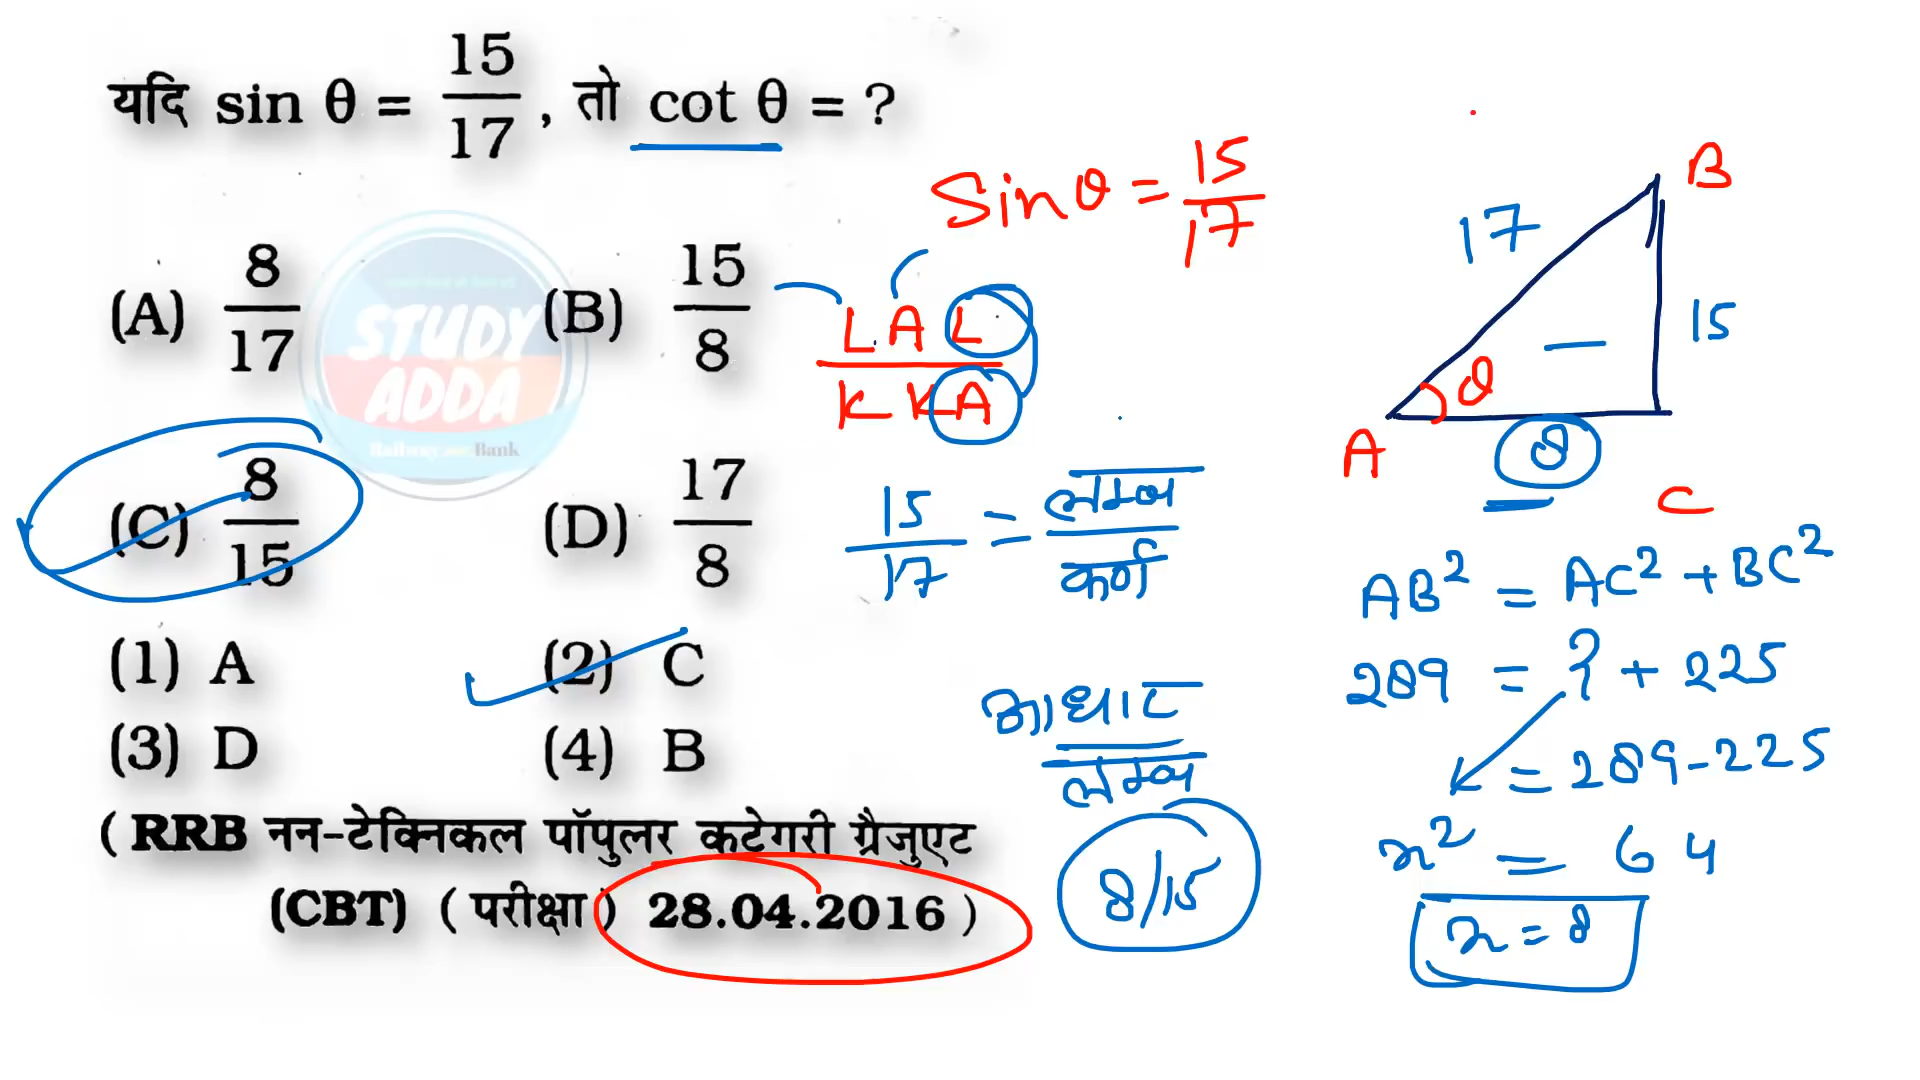 यदि sin θ = 15/17, तो cot θ = ?
(A) 8/17 (B) 15/8
(C) 8/15 (D) 17/8
(1) A (2) C
(3) D (4) B
( RRB नन-टेक्निकल पॉपुलर कटेगरी ग्रैजुएट
(CBT) ( परीक्षा ) 28.04.2016 )
STUDY
ADDA
Sinθ = 15/17
L A L
K K A
15/17 = लम्ब/कर्ण
आधार
लम्ब
8/15
B
17
15
θ
A
8
C
AB² = AC² + BC²
289 = ? + 225
= 289-225
x² = 64
x = 8